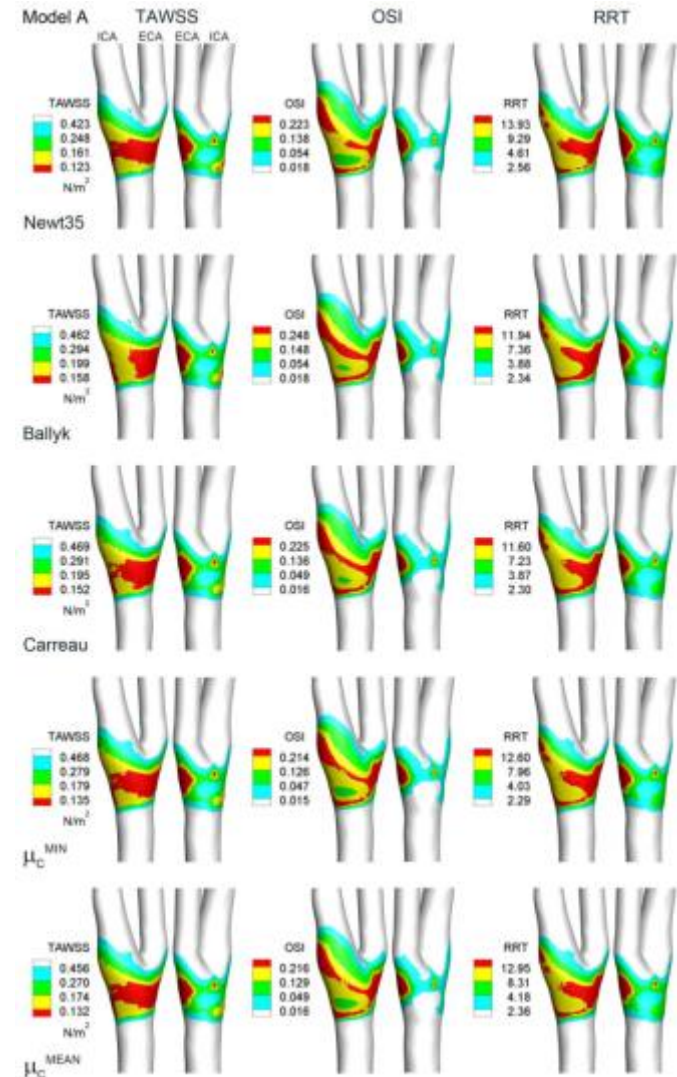 Model A TAWSS OSI RRT
ICA ECA ECA ICA
TAWSS OSI RRT
0.423 0.223 13.93
0.248 0.138 9.29
0.161 0.054 4.61
0.123 0.018 2.56
N/m²
Newt35
TAWSS OSI RRT
0.462 0.248 11.94
0.294 0.148 7.36
0.199 0.054 3.88
0.158 0.018 2.34
N/m²
Ballyk
TAWSS OSI RRT
0.469 0.225 11.60
0.291 0.136 7.23
0.195 0.049 3.87
0.152 0.016 2.30
N/m²
Carreau
TAWSS OSI RRT
0.468 0.214 12.60
0.279 0.126 7.96
0.179 0.047 4.03
0.135 0.015 2.29
N/m²
μc MIN
TAWSS OSI RRT
0.456 0.216 12.95
0.270 0.129 8.31
0.174 0.049 4.18
0.132 0.016 2.36
N/m²
μc MEAN